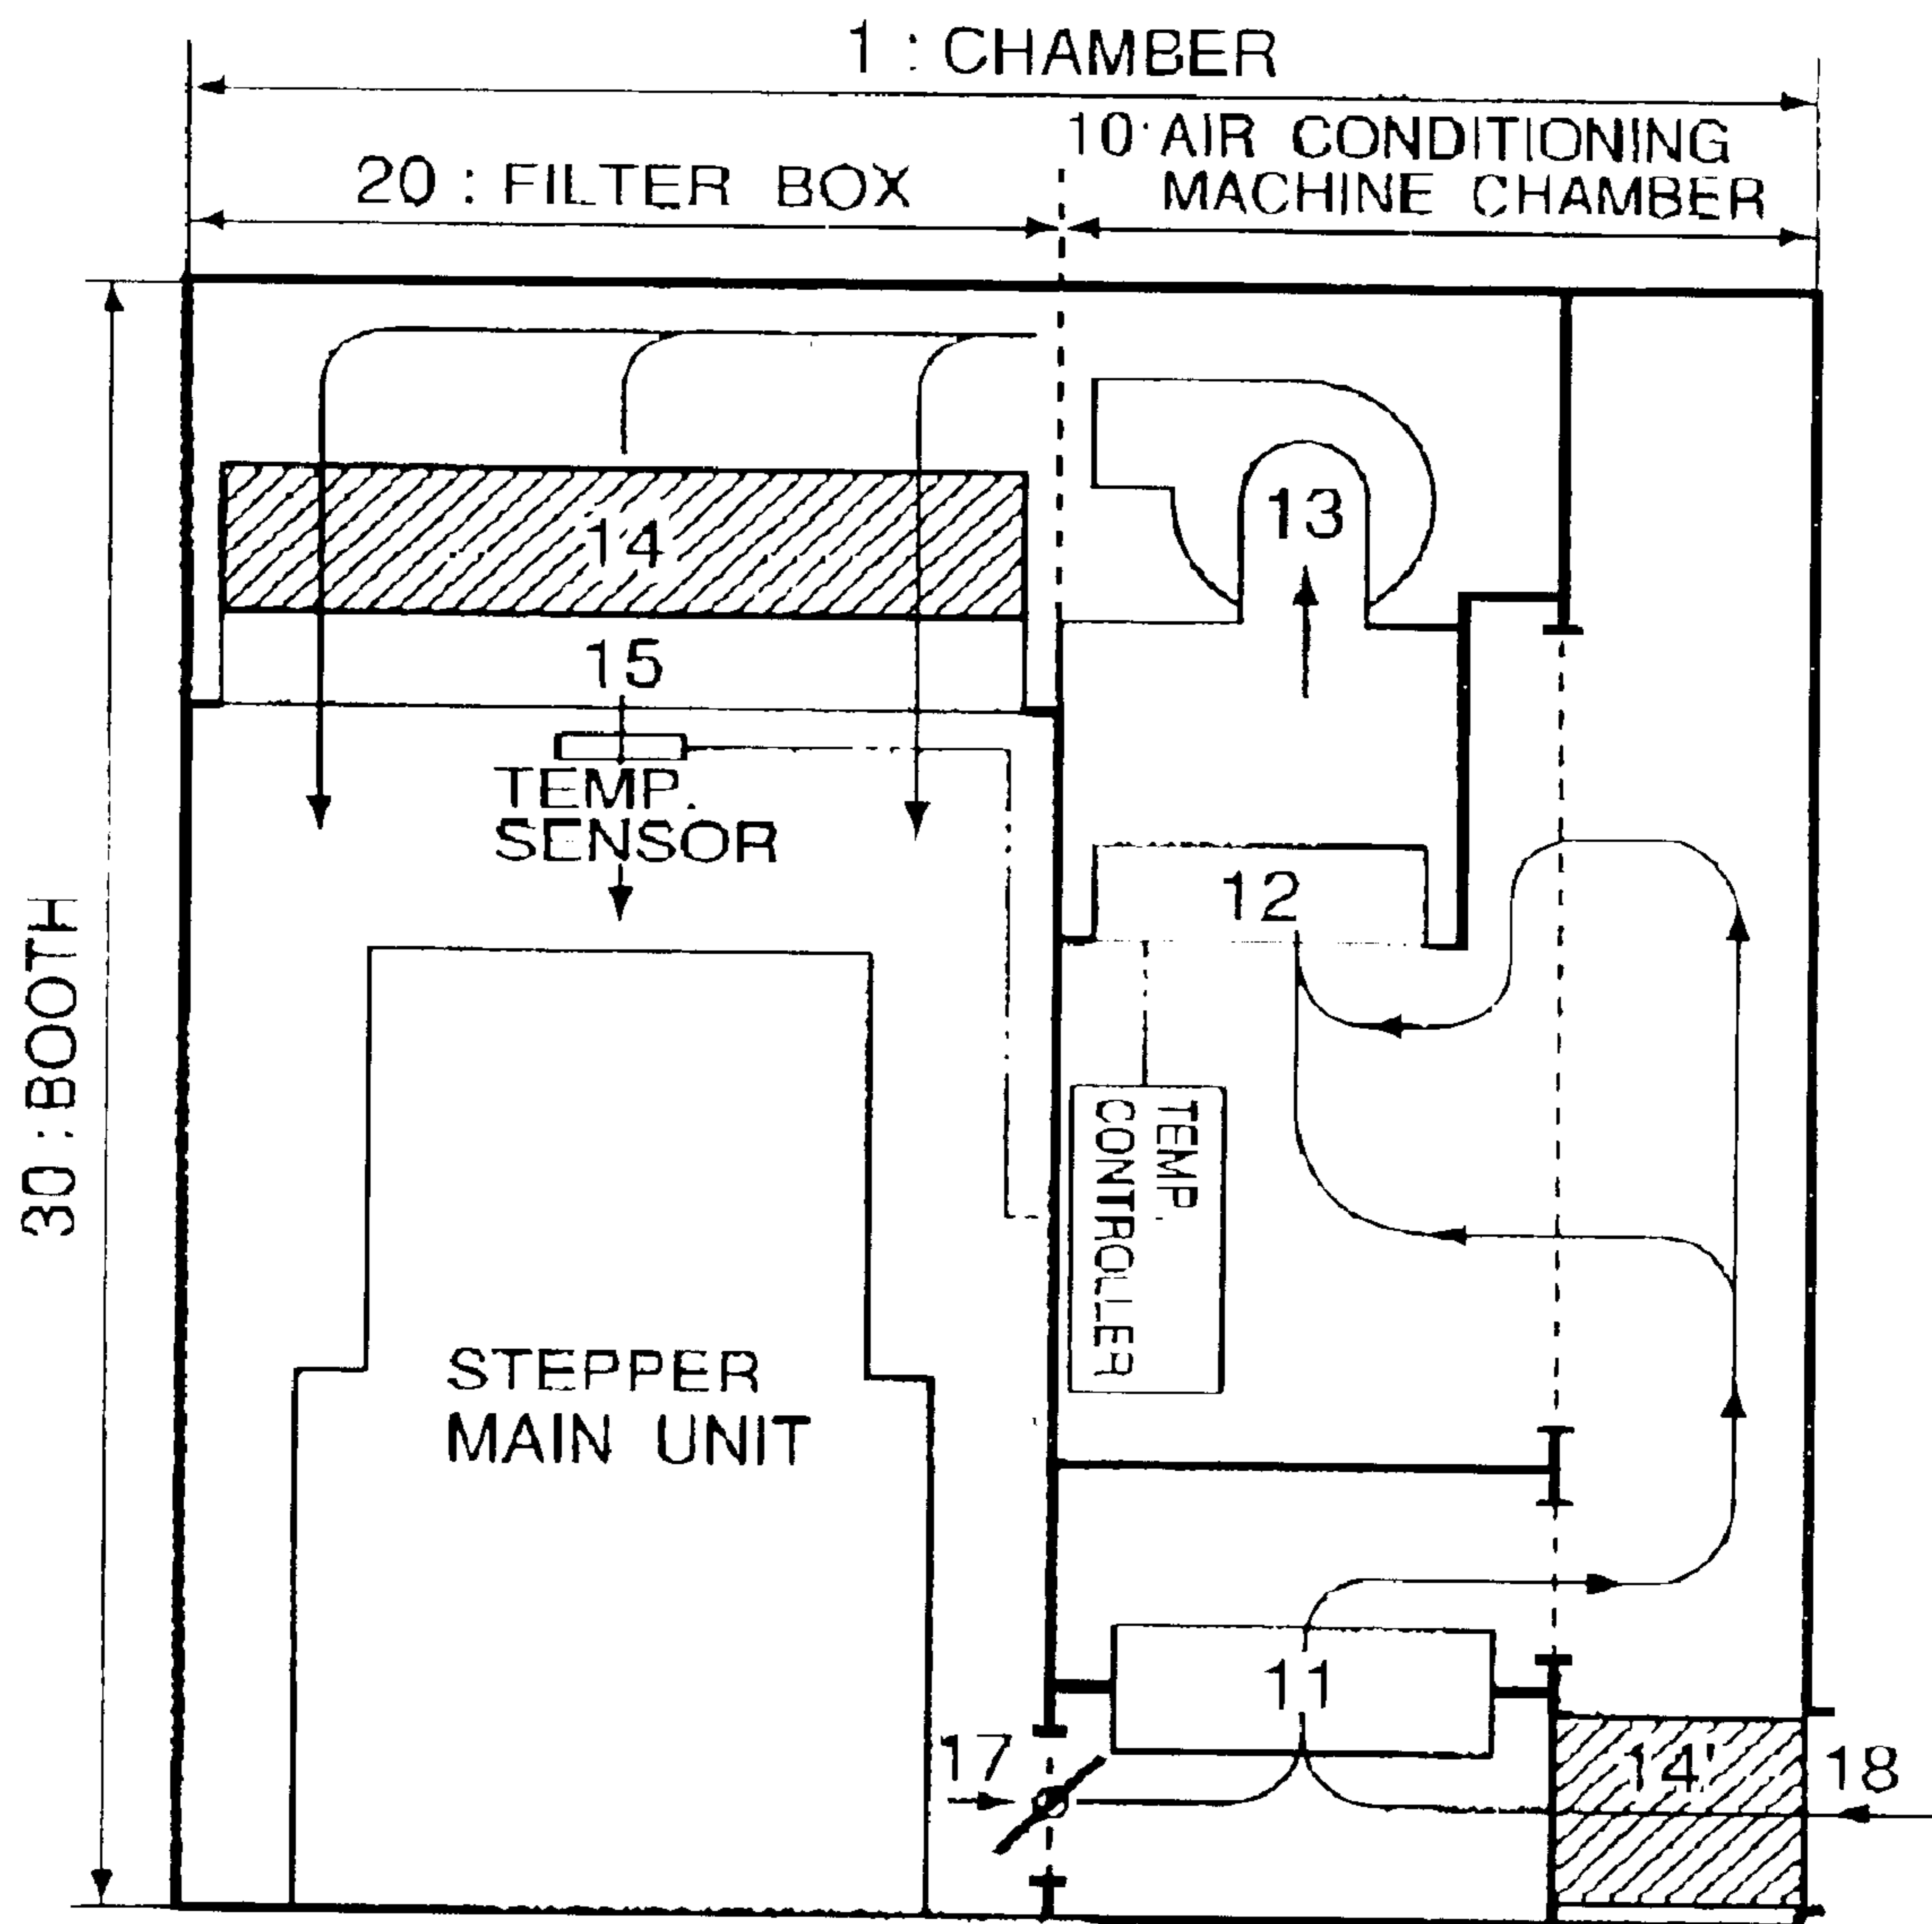 1 : CHAMBER
10 AIR CONDITIONING
MACHINE CHAMBER
20 : FILTER BOX
30 : BOOTH
13
14
15
TEMP.
SENSOR
12
TEMP.
CONTROLLER
STEPPER
MAIN UNIT
11
17
14'
18